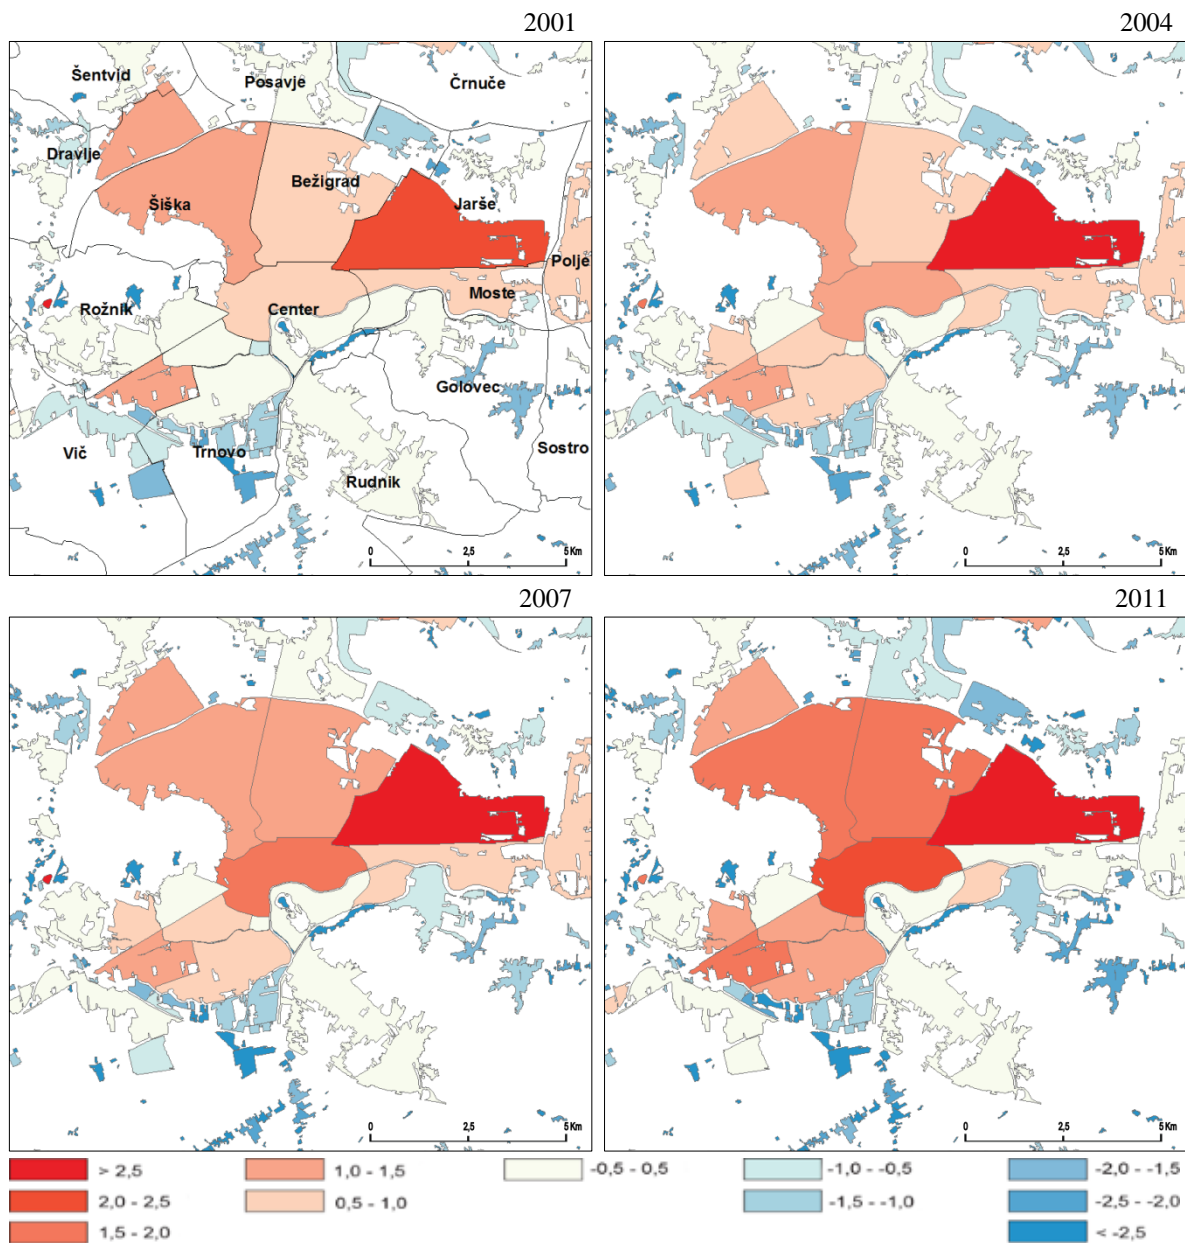 2001
2004
Šentvid
Posavje
Črnuče
Dravlje
Bežigrad
Šiška
Jarše
Polje
Rožnik
Center
Moste
Golovec
Vič
Trnovo
Sostro
Rudnik
0 2,5 5 Km
0 2,5 5 Km
2007
2011
0 2,5 5 Km
0 2,5 5 Km
> 2,5
1,0 - 1,5
-0,5 - 0,5
-1,0 - -0,5
-2,0 - -1,5
2,0 - 2,5
0,5 - 1,0
-1,5 - -1,0
-2,5 - -2,0
1,5 - 2,0
< -2,5